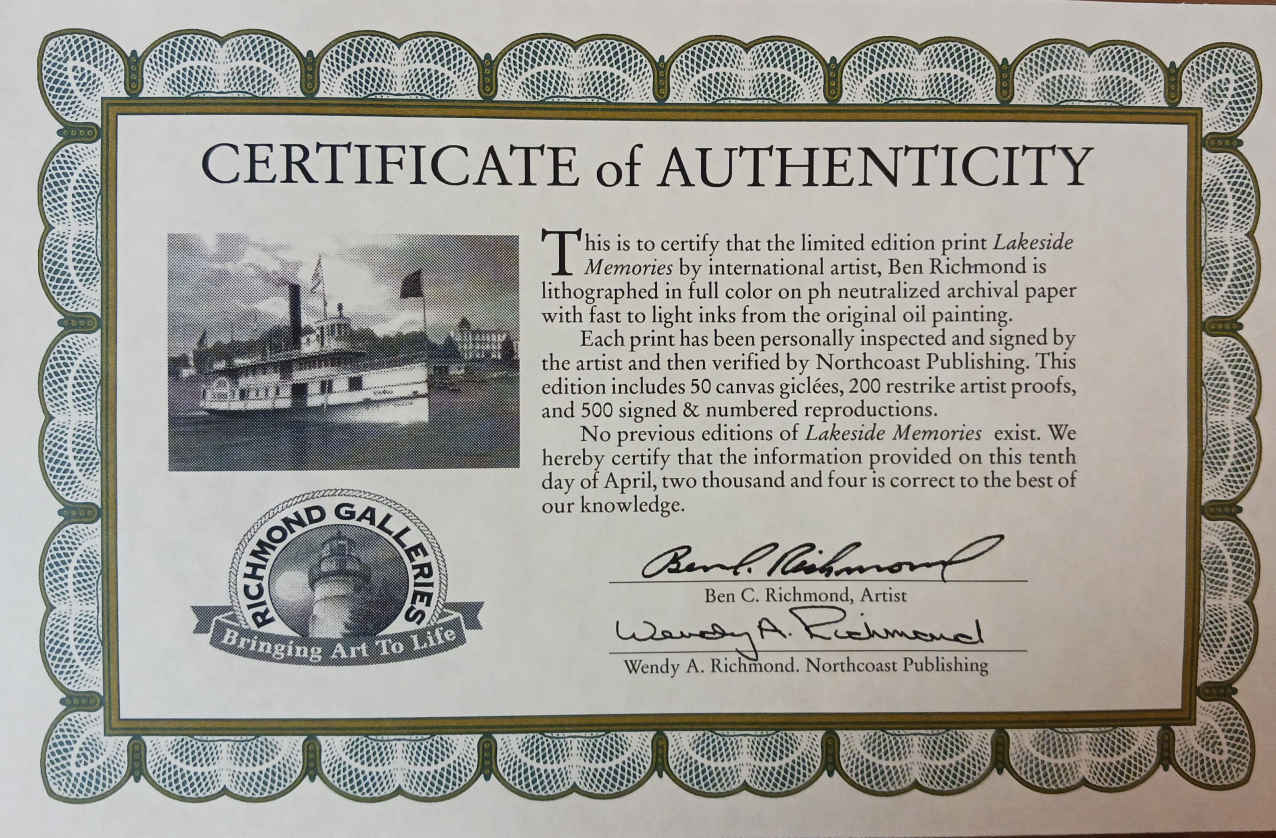 CERTIFICATE of AUTHENTICITY
This is to certify that the limited edition print Lakeside
Memories by international artist, Ben Richmond is
lithographed in full color on ph neutralized archival paper
with fast to light inks from the original oil painting.
Each print has been personally inspected and signed by
the artist and then verified by Northcoast Publishing. This
edition includes 50 canvas giclées, 200 restrike artist proofs,
and 500 signed & numbered reproductions.
No previous editions of Lakeside Memories exist. We
hereby certify that the information provided on this tenth
day of April, two thousand and four is correct to the best of
our knowledge.
RICHMOND GALLERIES
Bringing Art To Life
Ben C. Richmond
Ben C. Richmond, Artist
Wendy A. Richmond
Wendy A. Richmond. Northcoast Publishing